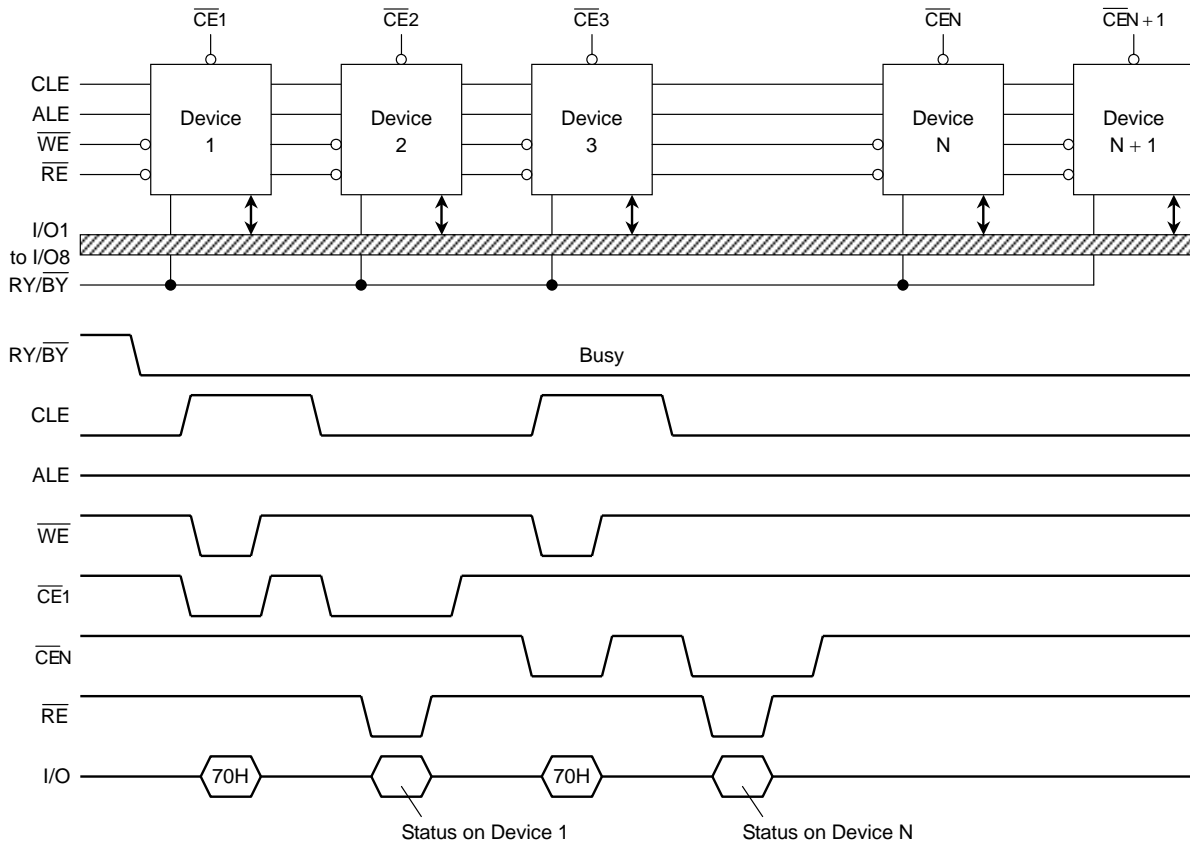 CE1 CE2 CE3 CEN CEN + 1
CLE
ALE
WE
RE
Device 1
Device 2
Device 3
Device N
Device N + 1
I/O1
to I/O8
RY/BY
RY/BY
Busy
CLE
ALE
WE
CE1
CEN
RE
I/O
70H
70H
Status on Device 1
Status on Device N